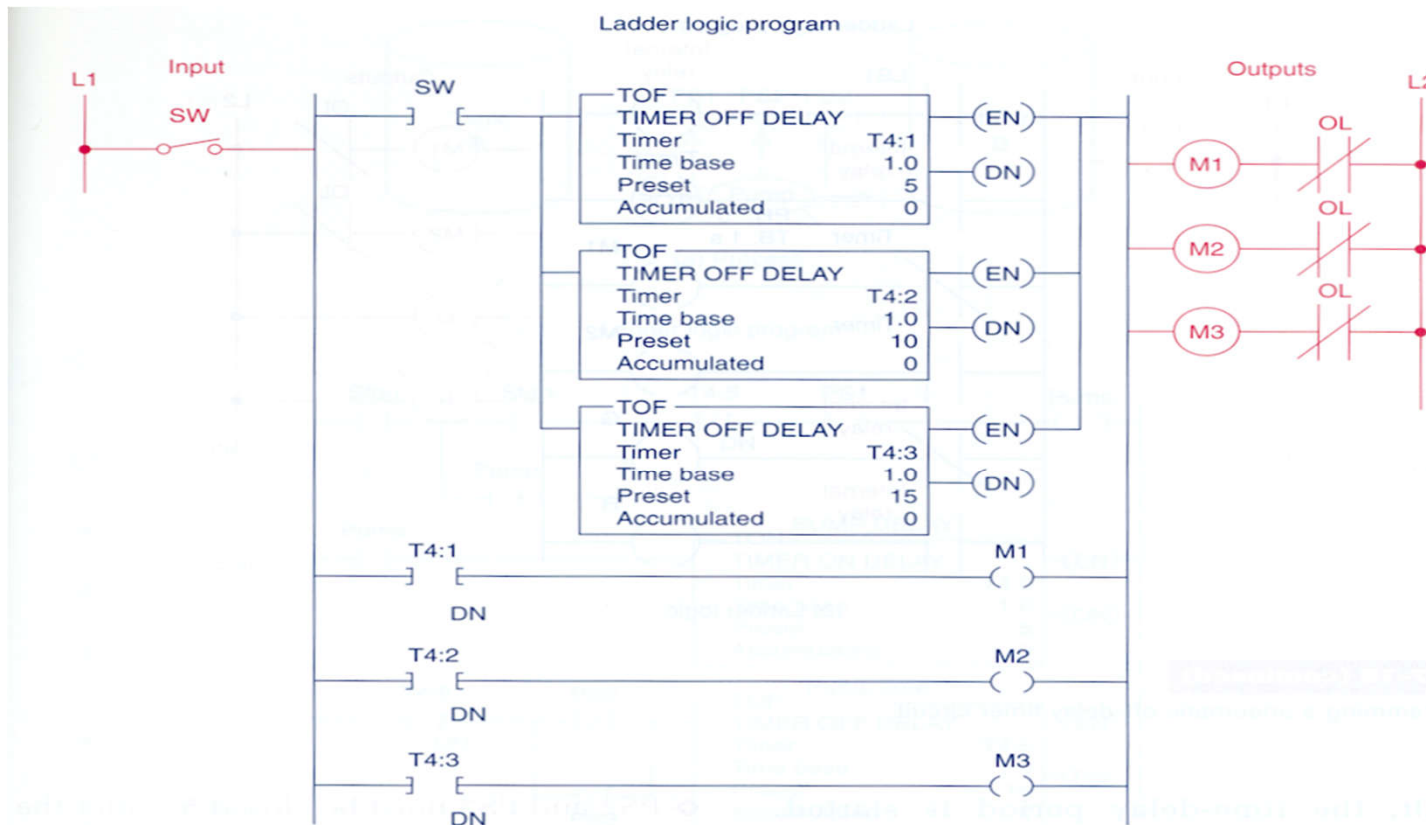 Ladder logic program
L1
Input
SW
SW
TOF
TIMER OFF DELAY
Timer T4:1
Time base 1.0
Preset 5
Accumulated 0
EN
DN
TOF
TIMER OFF DELAY
Timer T4:2
Time base 1.0
Preset 10
Accumulated 0
EN
DN
TOF
TIMER OFF DELAY
Timer T4:3
Time base 1.0
Preset 15
Accumulated 0
EN
DN
Outputs
L2
M1
OL
M2
OL
M3
OL
T4:1
DN
M1
T4:2
DN
M2
T4:3
DN
M3